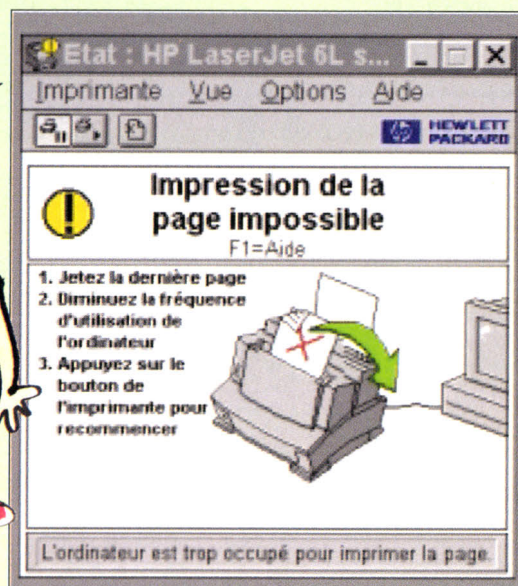 Etat : HP LaserJet 6L s...
Imprimante Vue Options Aide
HEWLETT
PACKARD
Impression de la
page impossible
F1=Aide
1. Jetez la dernière page
2. Diminuez la fréquence
d'utilisation de
l'ordinateur
3. Appuyez sur le
bouton de
l'imprimante pour
recommencer
L'ordinateur est trop occupé pour imprimer la page.